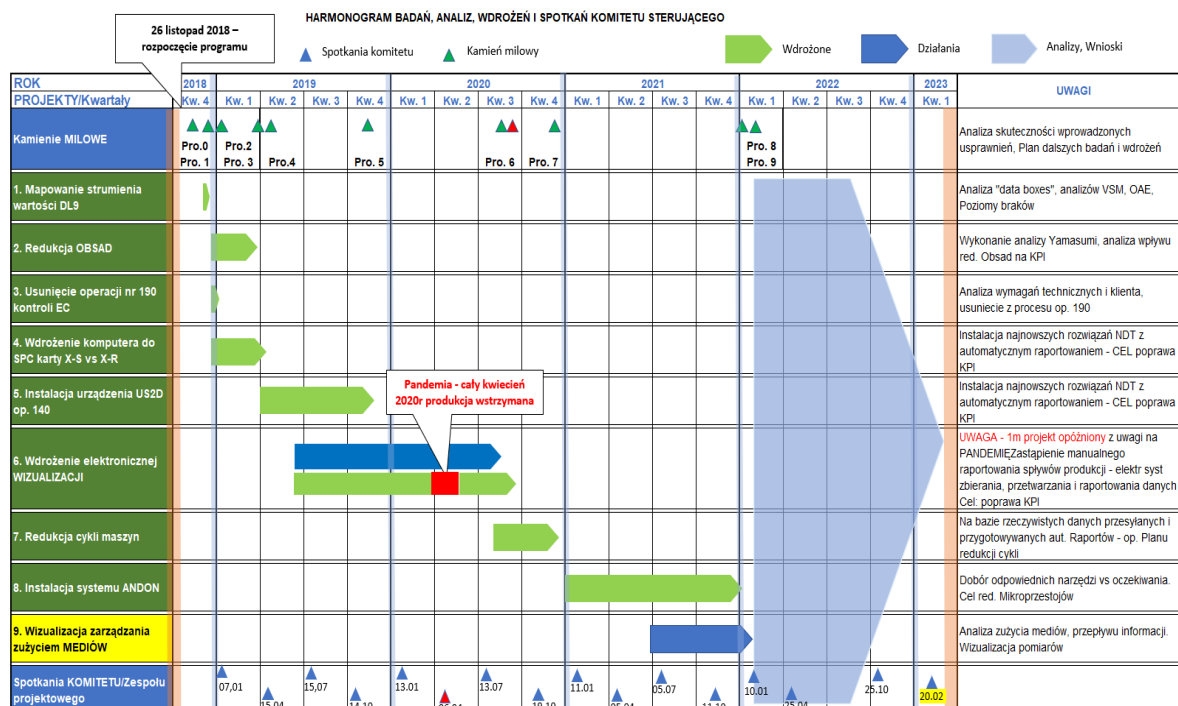 HARMONOGRAM BADAŃ, ANALIZ, WDROŻEŃ I SPOTKAŃ KOMITETU STERUJĄCEGO
26 listopad 2018 –
rozpoczęcie programu
Spotkania komitetu
Kamień milowy
Wdrożone
Działania
Analizy, Wnioski
ROK 2018 2019 2020 2021 2022 2023 UWAGI
PROJEKTY/Kwartały Kw. 4 Kw. 1 Kw. 2 Kw. 3 Kw. 4 Kw. 1 Kw. 2 Kw. 3 Kw. 4 Kw. 1 Kw. 2 Kw. 3 Kw. 4 Kw. 1 Kw. 2 Kw. 3 Kw. 4 Kw. 1
Kamienie MILOWE
Pro.0 Pro.2 Pro. 8
Pro. 1 Pro. 3 Pro.4 Pro. 5 Pro. 6 Pro. 7 Pro. 9
Analiza skuteczności wprowadzonych
usprawnień, Plan dalszych badań i wdrożeń
1. Mapowanie strumienia
wartości DL9
Analiza "data boxes", analizów VSM, OAE,
Poziomy braków
2. Redukcja OBSAD
Wykonanie analizy Yamasumi, analiza wpływu
red. Obsad na KPI
3. Usunięcie operacji nr 190
kontroli EC
Analiza wymagań technicznych i klienta,
usuniecie z procesu op. 190
4. Wdrożenie komputera do
SPC karty X-S vs X-R
Instalacja najnowszych rozwiązań NDT z
automatycznym raportowaniem - CEL poprawa
KPI
5. Instalacja urządzenia US2D
op. 140
Pandemia - cały kwiecień
2020r produkcja wstrzymana
Instalacja najnowszych rozwiązań NDT z
automatycznym raportowaniem - CEL poprawa
KPI
6. Wdrożenie elektronicznej
WIZUALIZACJI
UWAGA - 1m projekt opóźniony z uwagi na
PANDEMIĘZastąpienie manualnego
raportowania spływów produkcji - elektr syst
zbierania, przetwarzania i raportowania danych
Cel: poprawa KPI
7. Redukcja cykli maszyn
Na bazie rzeczywistych danych przesyłanych i
przygotowywanych aut. Raportów - op. Planu
redukcji cykli
8. Instalacja systemu ANDON
Dobór odpowiednich narzędzi vs oczekiwania.
Cel red. Mikroprzestojów
9. Wizualizacja zarządzania
zużyciem MEDIÓW
Analiza zużycia mediów, przepływu informacji.
Wizualizacja pomiarów
Spotkania KOMITETU/Zespołu
projektowego
07,01 15,07 13.01 13.07 11.01 05.07 10.01 25.10 20.02
15.04 14.10 19.10 05.04 11.10 25.04